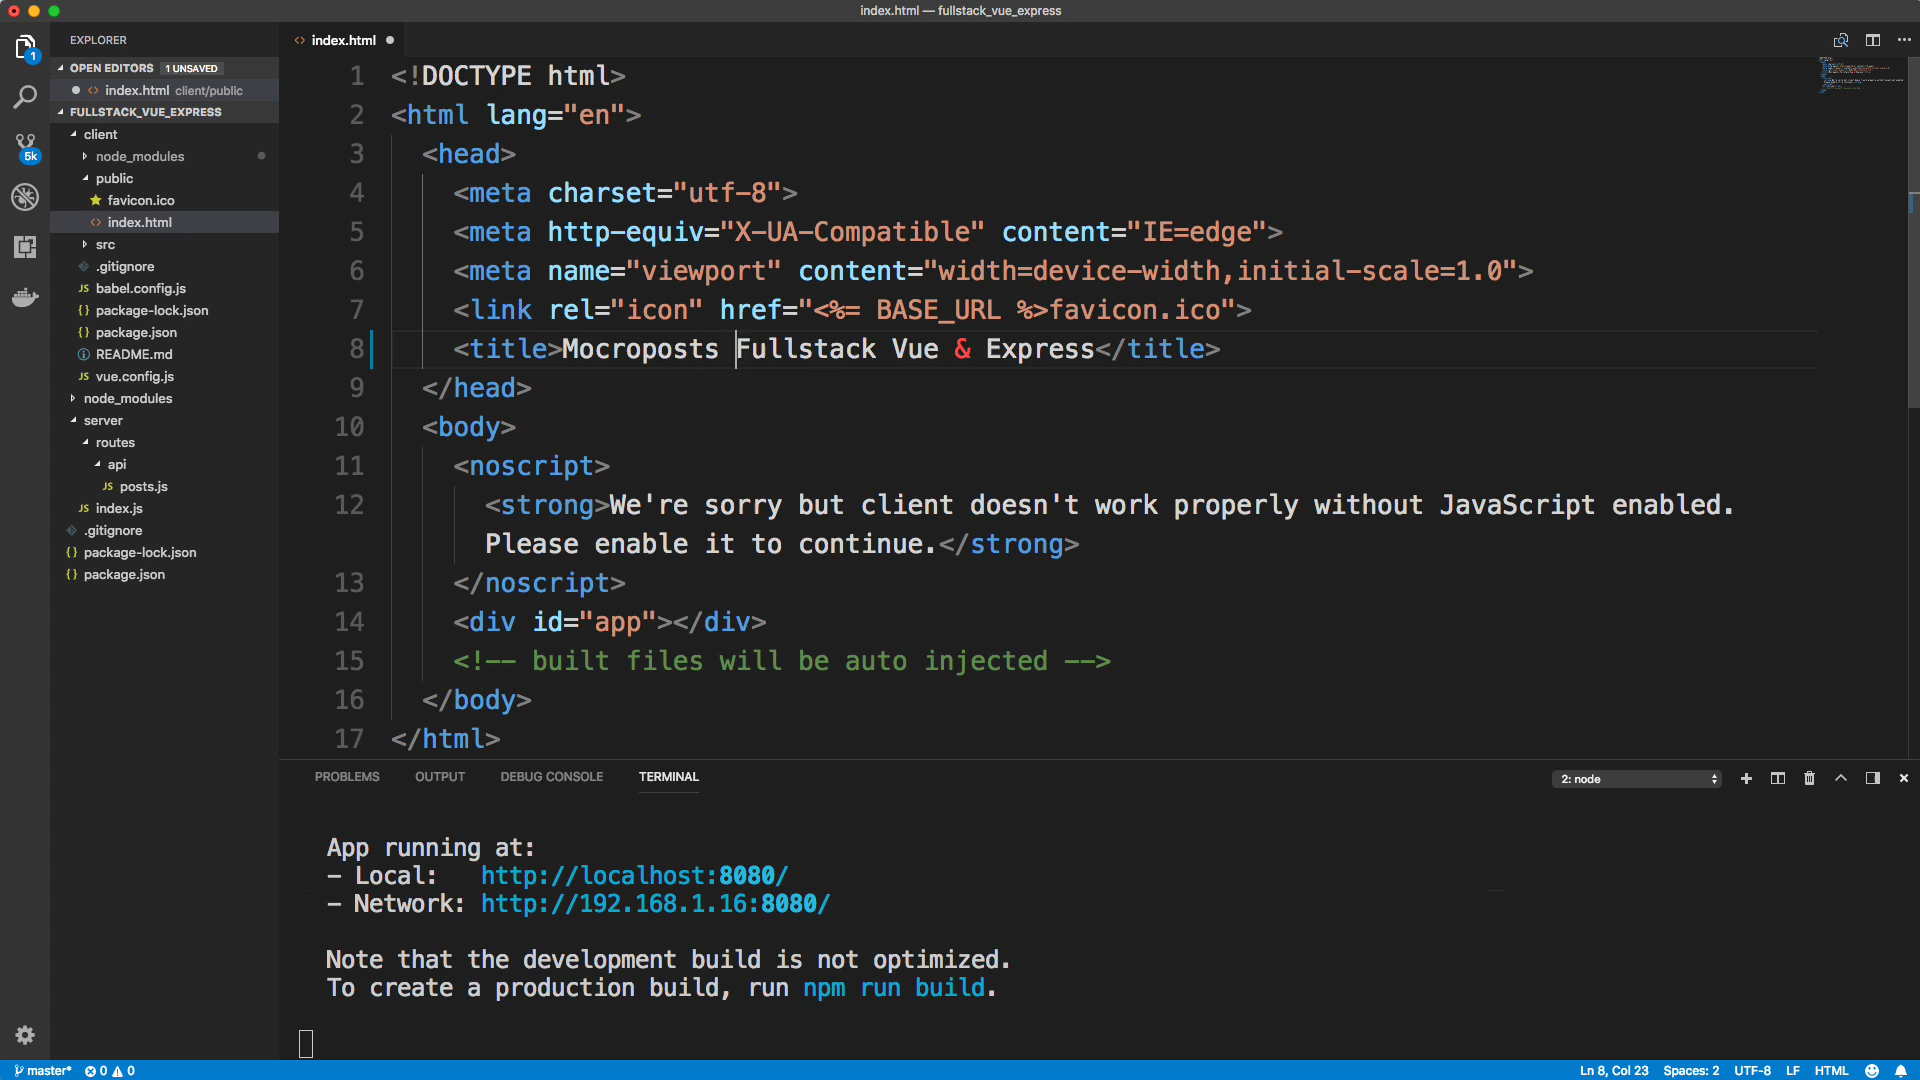 index.html — fullstack_vue_express
EXPLORER
OPEN EDITORS 1 UNSAVED
index.html client/public
FULLSTACK_VUE_EXPRESS
client
node_modules
public
favicon.ico
index.html
src
.gitignore
JS babel.config.js
{} package-lock.json
{} package.json
README.md
JS vue.config.js
node_modules
server
routes
api
JS posts.js
JS index.js
.gitignore
{} package-lock.json
{} package.json
1
5k
<> index.html
1 <!DOCTYPE html>
2 <html lang="en">
3 <head>
4 <meta charset="utf-8">
5 <meta http-equiv="X-UA-Compatible" content="IE=edge">
6 <meta name="viewport" content="width=device-width,initial-scale=1.0">
7 <link rel="icon" href="<%= BASE_URL %>favicon.ico">
8 <title>Mocroposts Fullstack Vue & Express</title>
9 </head>
10 <body>
11 <noscript>
12 <strong>We're sorry but client doesn't work properly without JavaScript enabled.
Please enable it to continue.</strong>
13 </noscript>
14 <div id="app"></div>
15 <!-- built files will be auto injected -->
16 </body>
17 </html>
PROBLEMS OUTPUT DEBUG CONSOLE TERMINAL 2: node
App running at:
- Local: http://localhost:8080/
- Network: http://192.168.1.16:8080/
Note that the development build is not optimized.
To create a production build, run npm run build.
master* 0 0 Ln 8, Col 23 Spaces: 2 UTF-8 LF HTML